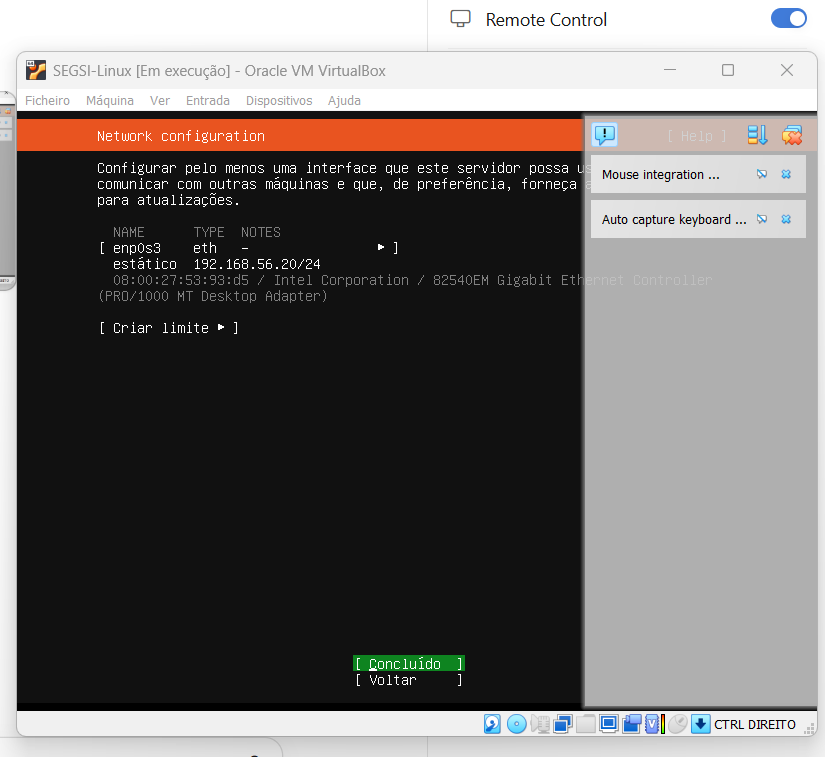 Remote Control
SEGSI-Linux [Em execução] - Oracle VM VirtualBox
Ficheiro Máquina Ver Entrada Dispositivos Ajuda
Network configuration [ Help ]
Configurar pelo menos uma interface que este servidor possa us
comunicar com outras máquinas e que, de preferência, forneça a
para atualizações.
Mouse integration ...
Auto capture keyboard ...
NAME TYPE NOTES
[ enp0s3 eth - ▸ ]
estático 192.168.56.20/24
08:00:27:53:93:d5 / Intel Corporation / 82540EM Gigabit Ethernet Controller
(PRO/1000 MT Desktop Adapter)
[ Criar limite ▸ ]
[ Concluído ]
[ Voltar ]
CTRL DIREITO